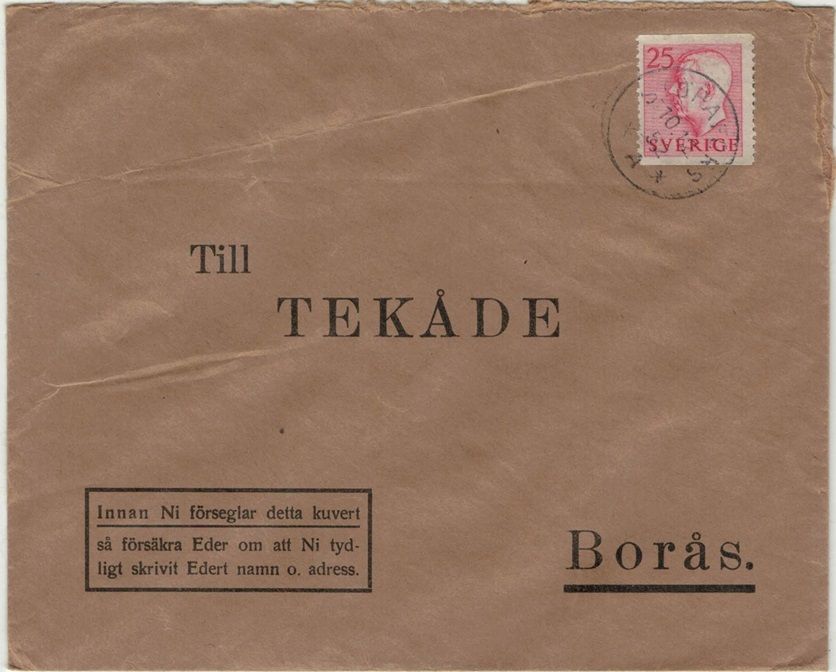 25
SVERIGE
Till
TEKÅDE
Innan Ni förseglar detta kuvert
så försäkra Eder om att Ni tyd-
ligt skrivit Edert namn o. adress.
Borås.